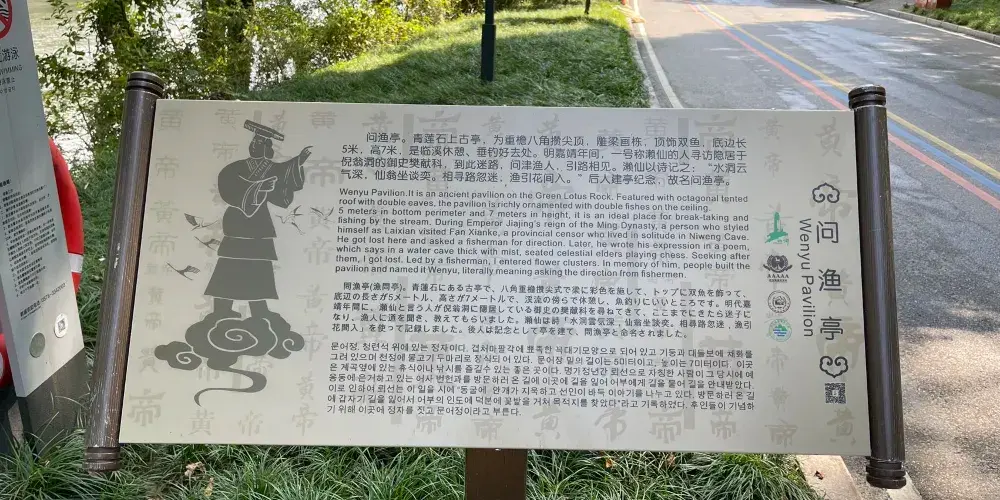 问渔亭。青莲石上古亭，为重檐八角攒尖顶，雕梁画栋，顶饰双鱼，底边长
5米，高7米，是临溪休憩、垂钓好去处。明嘉靖年间，一号称濑仙的人寻访隐居于
倪翁洞的御史樊献科，到此迷路，问津渔人，引路相见。濑仙以诗记之：“水洞云
气深，仙翁坐谈奕。相寻路忽迷，渔引花间入。”后人建亭纪念，故名问渔亭。
Wenyu Pavilion.It is an ancient pavilion on the Green Lotus Rock. Featured with octagonal tented
roof with double eaves, the pavilion is richly ornamented with double fishes on the ceiling.
5 meters in bottom perimeter and 7 meters in height, it is an ideal place for break-taking and
fishing by the stream. During Emperor Jiajing's reign of the Ming Dynasty, a person who styled
himself as Laixian visited Fan Xianke, a provincial censor who lived in solitude in Niweng Cave.
He got lost here and asked a fisherman for direction. Later, he wrote his expression in a poem,
which says in a water cave thick with mist, seated celestial elders playing chess. Seeking after
them, I got lost. Led by a fisherman, I entered flower clusters. In memory of him, people built the
pavilion and named it Wenyu, literally meaning asking the direction from fishermen.
問漁亭(漁問亭)。青蓮石にある古亭で、八角重檐攒尖式で梁に彩色を施して、トップに双魚を飾って、
底辺の長さが5メートル、高さが7メートルで、渓流の傍らで休憩し、魚釣りにいいところです。明代嘉
靖年間に、瀬仙と言う人が倪翁洞に隠居している御史の樊献科を尋ねてきて、ここまできたら迷子に
なり、漁人に道を聞き、教えてもらいました。瀬仙は詩「水洞雲気深、仙翁坐談奕。相尋路忽迷、漁引
花間入」を使って記録しました。後人は記念として亭を建て、問漁亭と命名されました。
문어정. 청련석 위에 있는 정자이다. 겹처마팔각에 뾰족한 꼭대기모양으로 되어 있고 기둥과 대들보에 채화를
그려 있으며 천정에 물고기 두마리로 장식되어 있다. 문어정 밑의 길이는 5미터이고, 높이는 7미터이다. 이곳
은 계곡옆에 있는 휴식이나 낚시를 즐길수 있는 좋은 곳이다. 명가정년간 뢰선으로 자칭한 사람이 그 당시에 예
옹동에 은거하고 있는 어사 번헌과를 방문하러 온 길에 이곳에 길을 잃어 어부에게 길을 물어 길을 안내받았다.
이로 인하여 뢰선는 이 일을 시에 "동굴에 안개가 지욱하고 선인이 바둑 이야기를 나누고 있다. 방문하러 온 길
에 갑자기 길을 잃어서 어부의 인도에 덕분에 꽃밭을 거쳐 목적지를 찾았다"라고 기록하였다. 후인들이 기념하
기 위해 이곳에 정자를 짓고 문어정이라고 부른다.
问渔亭
Wenyu Pavilion
AAAAA